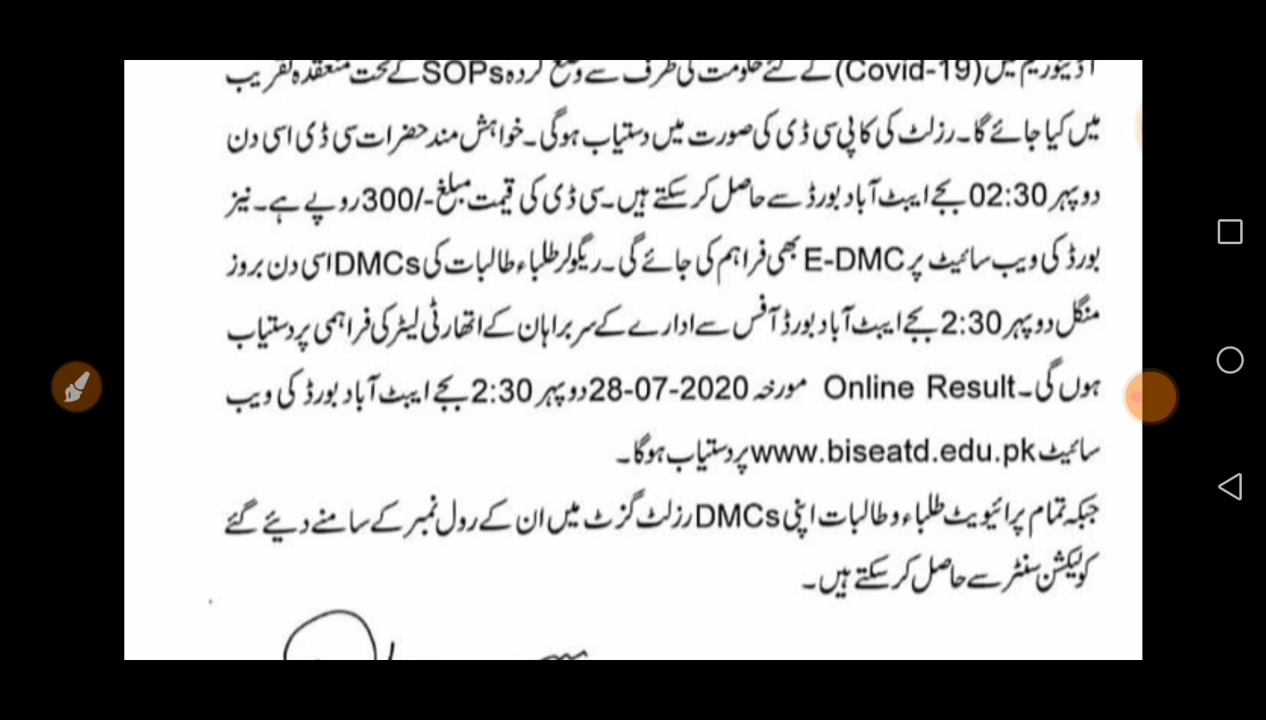 آڈیٹوریم میں (Covid-19) کے لئے حکومت کی طرف سے وضع کردہ SOPs کے تحت منعقدہ تقریب
میں کیا جائے گا۔ رزلٹ کی کاپی سی ڈی کی صورت میں دستیاب ہوگی۔ خواہش مند حضرات سی ڈی اسی دن
دوپہر 02:30 بجے ایبٹ آباد بورڈ سے حاصل کر سکتے ہیں۔ سی ڈی کی قیمت مبلغ -/300 روپے ہے۔ نیز
بورڈ کی ویب سائیٹ پر E-DMC بھی فراہم کی جائے گی۔ ریگولر طلباء طالبات کی DMCs اسی دن بروز
منگل دوپہر 2:30 بجے ایبٹ آباد بورڈ آفس سے ادارے کے سربراہان کے اتھارٹی لیٹر کی فراہمی پر دستیاب
ہوں گی۔ Online Result مورخہ 28-07-2020 دوپہر 2:30 بجے ایبٹ آباد بورڈ کی ویب
سائیٹ www.biseatd.edu.pk پر دستیاب ہوگا۔
جبکہ تمام پرائیویٹ طلباء و طالبات اپنی DMCs رزلٹ گزٹ میں ان کے رول نمبر کے سامنے دیئے گئے
کولیکشن سنٹر سے حاصل کر سکتے ہیں۔